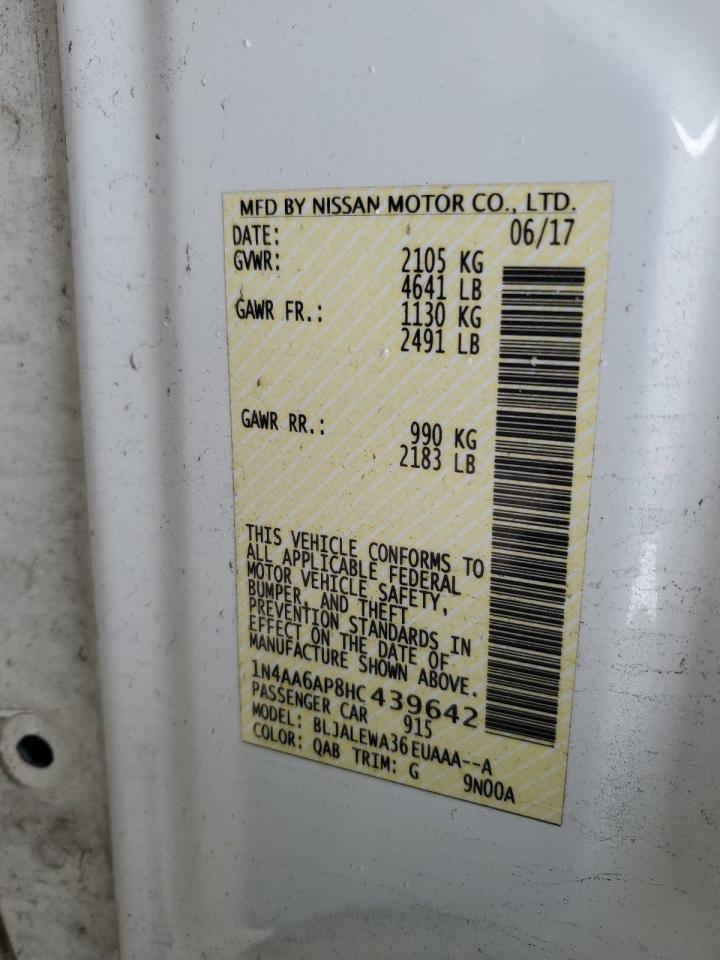 MFD BY NISSAN MOTOR CO., LTD.
DATE: 06/17
GVWR: 2105 KG
4641 LB
GAWR FR.: 1130 KG
2491 LB
GAWR RR.: 990 KG
2183 LB
THIS VEHICLE CONFORMS TO
ALL APPLICABLE FEDERAL
MOTOR VEHICLE SAFETY,
BUMPER, AND THEFT
PREVENTION STANDARDS IN
EFFECT ON THE DATE OF
MANUFACTURE SHOWN ABOVE.
1N4AA6AP8HC439642
PASSENGER CAR 915
MODEL: BLJALEWA36EUAAA--A
COLOR: QAB TRIM: G 9N00A